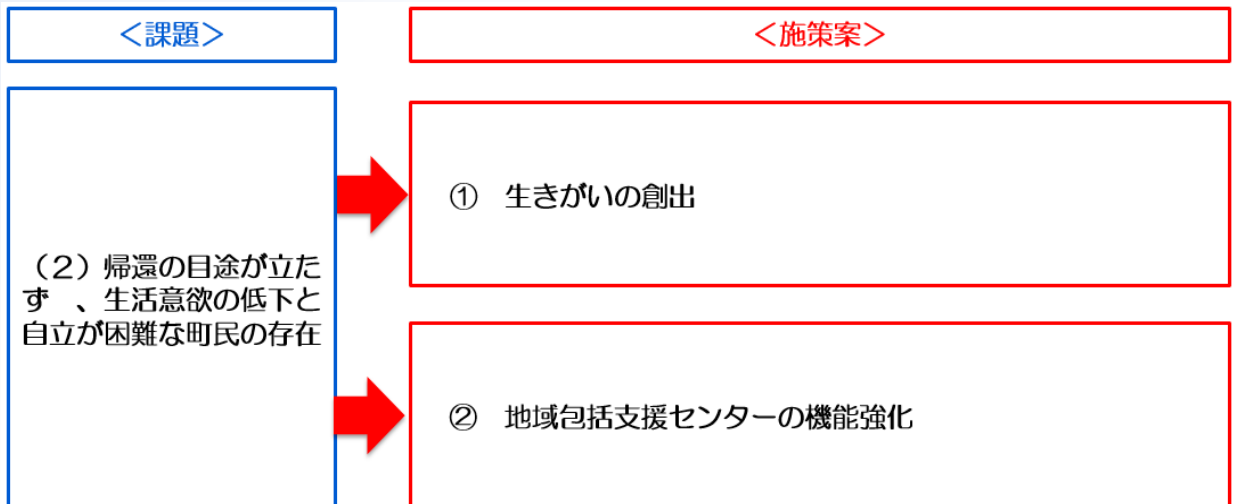 ＜課題＞
＜施策案＞
（２）帰還の目途が立た
ず　、生活意欲の低下と
自立が困難な町民の存在
①　生きがいの創出
②　地域包括支援センターの機能強化